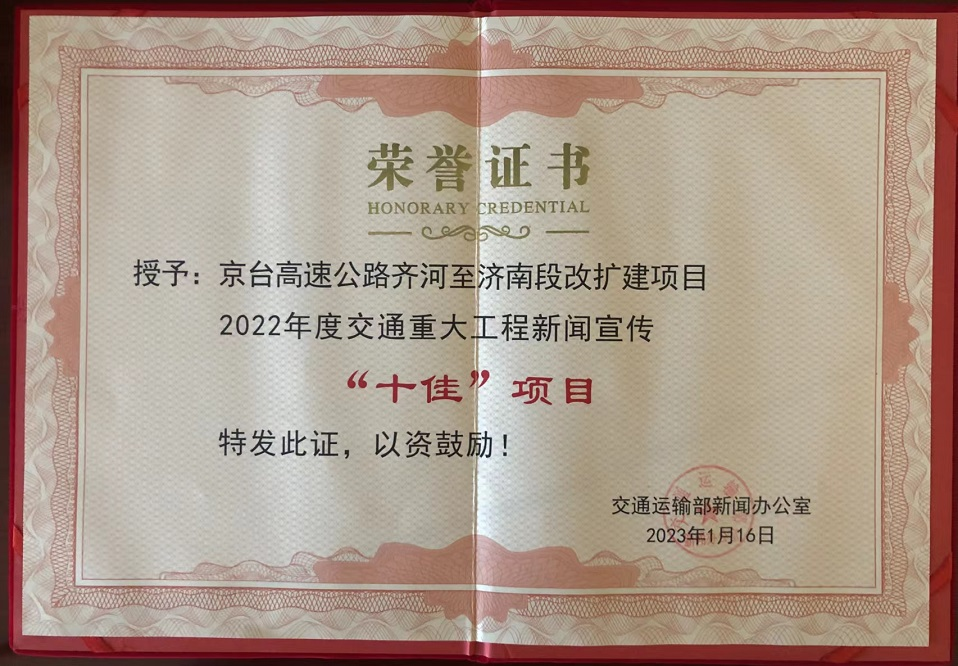 荣誉证书
HONORARY CREDENTIAL
授予：京台高速公路齐河至济南段改扩建项目
2022年度交通重大工程新闻宣传
“十佳”项目
特发此证，以资鼓励！
交通运输部新闻办公室
2023年1月16日